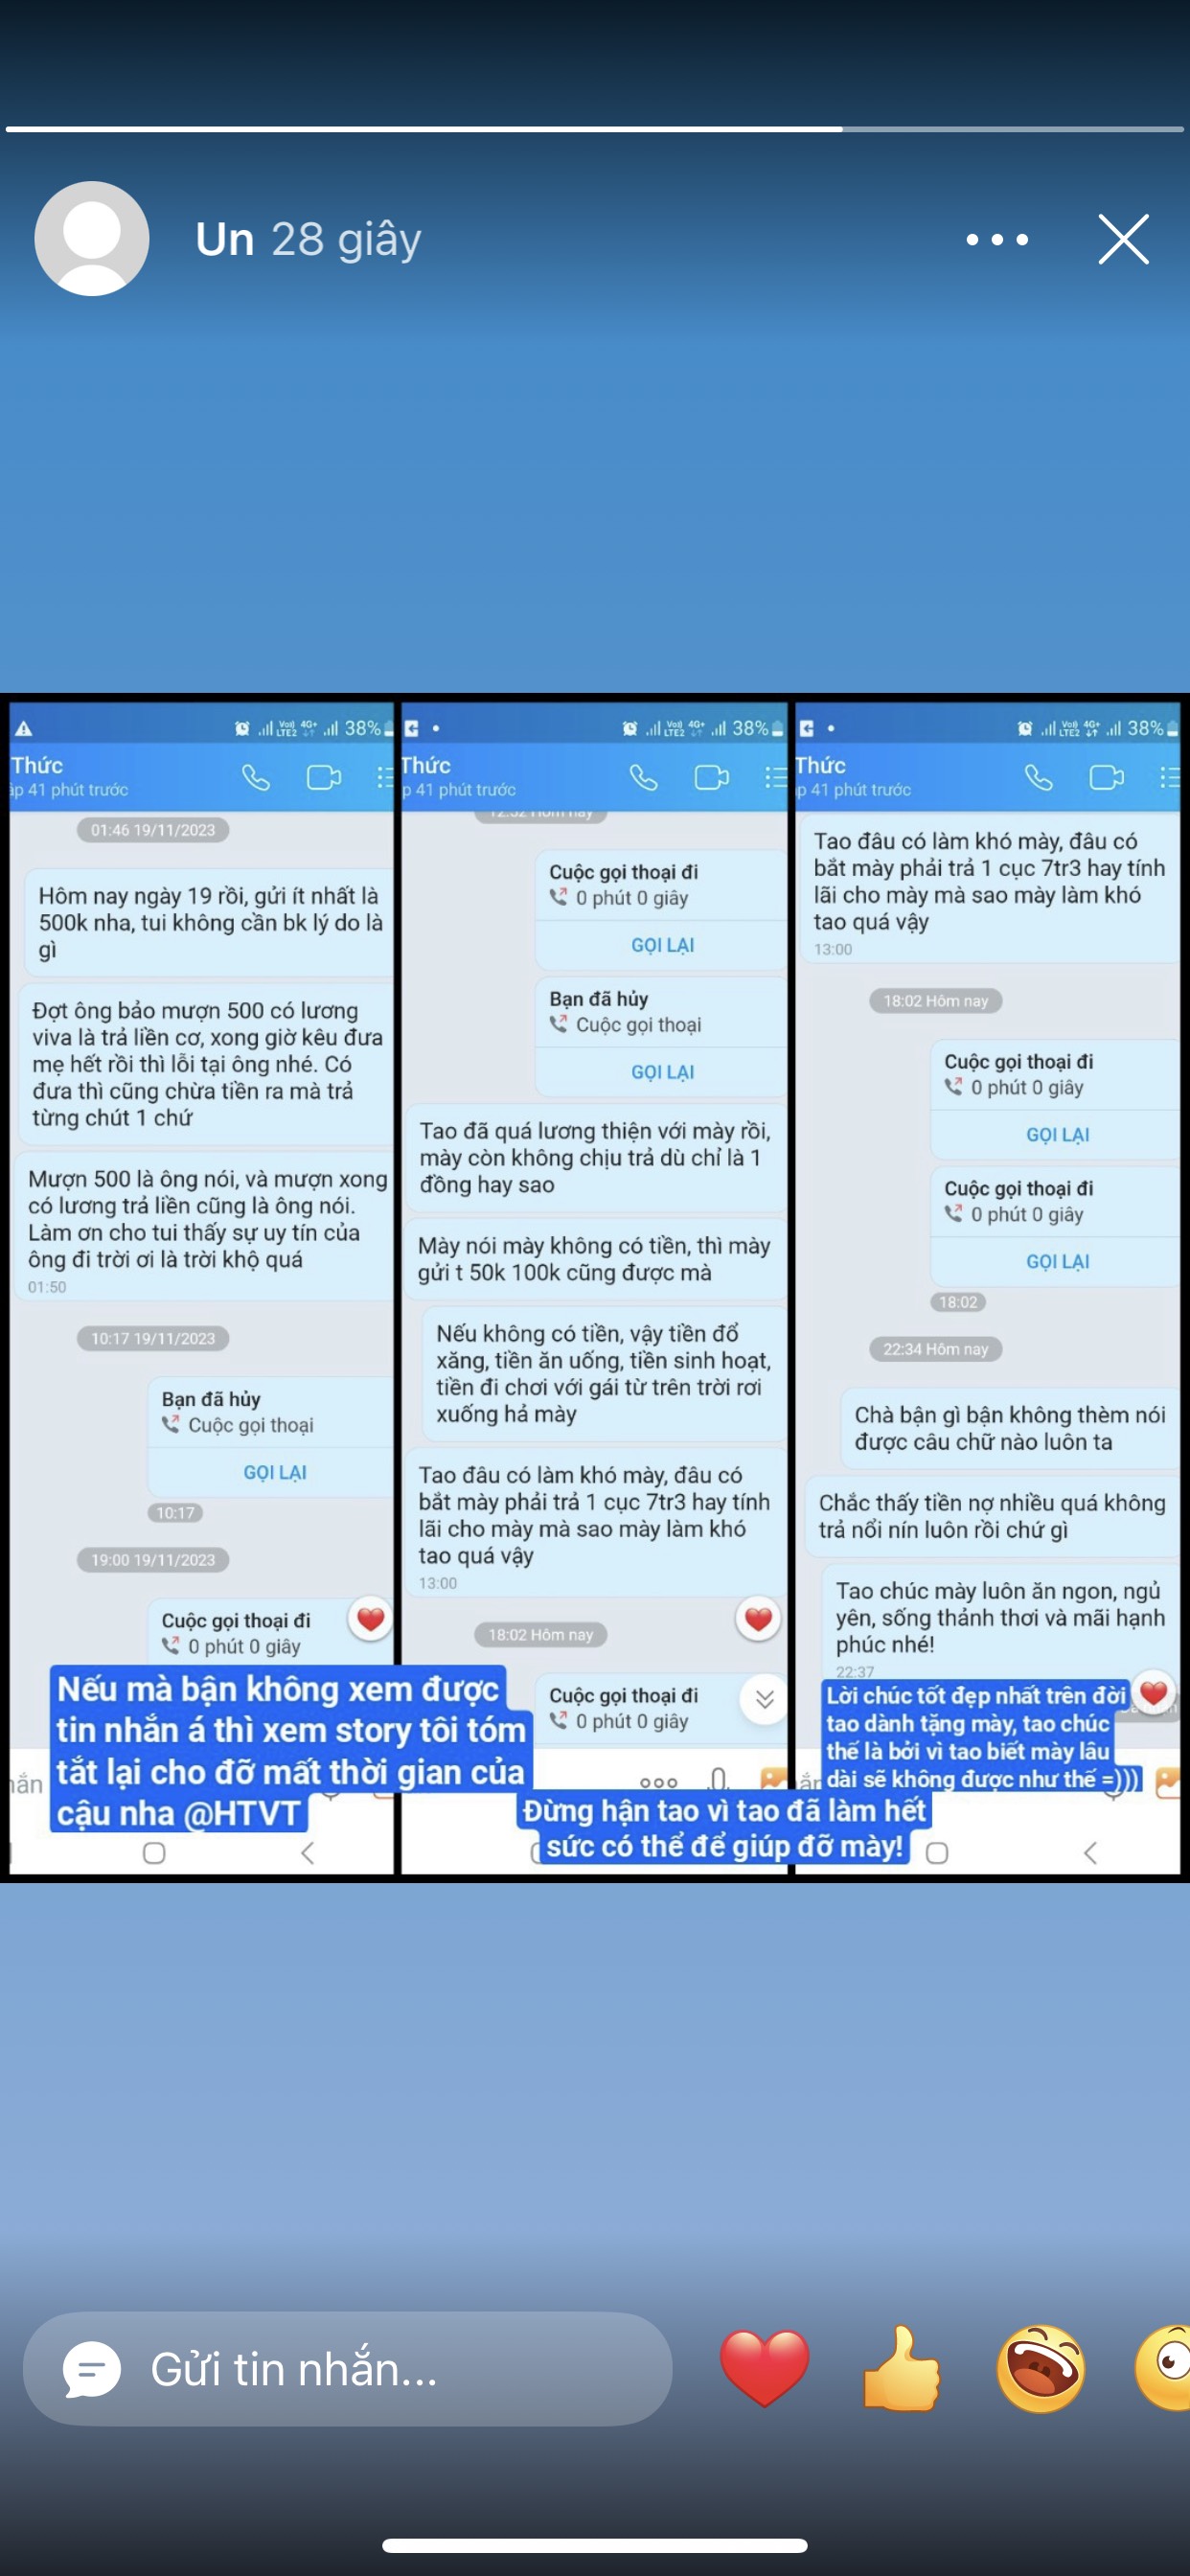 Un 28 giây
38%
Thức
41 phút trước
01:46 19/11/2023
Hôm nay ngày 19 rồi, gửi ít nhất là
500k nha, tui không cần bk lý do là
gì
Đợt ông bảo mượn 500 có lương
viva là trả liền cơ, xong giờ kêu đưa
mẹ hết rồi thì lỗi tại ông nhé. Có
đưa thì cũng chừa tiền ra mà trả
từng chút 1 chứ
Mượn 500 là ông nói, và mượn xong
có lương trả liền cũng là ông nói.
Làm ơn cho tui thấy sự uy tín của
ông đi trời ơi là trời khộ quá
01:50
10:17 19/11/2023
Bạn đã hủy
Cuộc gọi thoại
GỌI LẠI
10:17
19:00 19/11/2023
Cuộc gọi thoại đi
0 phút 0 giây
Nếu mà bận không xem được
tin nhắn á thì xem story tôi tóm
tắt lại cho đỡ mất thời gian của
cậu nha @HTVT
38%
Thức
41 phút trước
12:52 Hôm nay
Cuộc gọi thoại đi
0 phút 0 giây
GỌI LẠI
Bạn đã hủy
Cuộc gọi thoại
GỌI LẠI
Tao đã quá lương thiện với mày rồi,
mày còn không chịu trả dù chỉ là 1
đồng hay sao
Mày nói mày không có tiền, thì mày
gửi t 50k 100k cũng được mà
Nếu không có tiền, vậy tiền đổ
xăng, tiền ăn uống, tiền sinh hoạt,
tiền đi chơi với gái từ trên trời rơi
xuống hả mày
Tao đâu có làm khó mày, đâu có
bắt mày phải trả 1 cục 7tr3 hay tính
lãi cho mày mà sao mày làm khó
tao quá vậy
13:00
18:02 Hôm nay
Cuộc gọi thoại đi
0 phút 0 giây
Đừng hận tao vì tao đã làm hết
sức có thể để giúp đỡ mày!
38%
Thức
41 phút trước
Tao đâu có làm khó mày, đâu có
bắt mày phải trả 1 cục 7tr3 hay tính
lãi cho mày mà sao mày làm khó
tao quá vậy
13:00
18:02 Hôm nay
Cuộc gọi thoại đi
0 phút 0 giây
GỌI LẠI
Cuộc gọi thoại đi
0 phút 0 giây
GỌI LẠI
18:02
22:34 Hôm nay
Chà bận gì bận không thèm nói
được câu chữ nào luôn ta
Chắc thấy tiền nợ nhiều quá không
trả nổi nín luôn rồi chứ gì
Tao chúc mày luôn ăn ngon, ngủ
yên, sống thảnh thơi và mãi hạnh
phúc nhé!
22:37
Lời chúc tốt đẹp nhất trên đời
tao dành tặng mày, tao chúc
thế là bởi vì tao biết mày lâu
dài sẽ không được như thế =)))
Gửi tin nhắn...